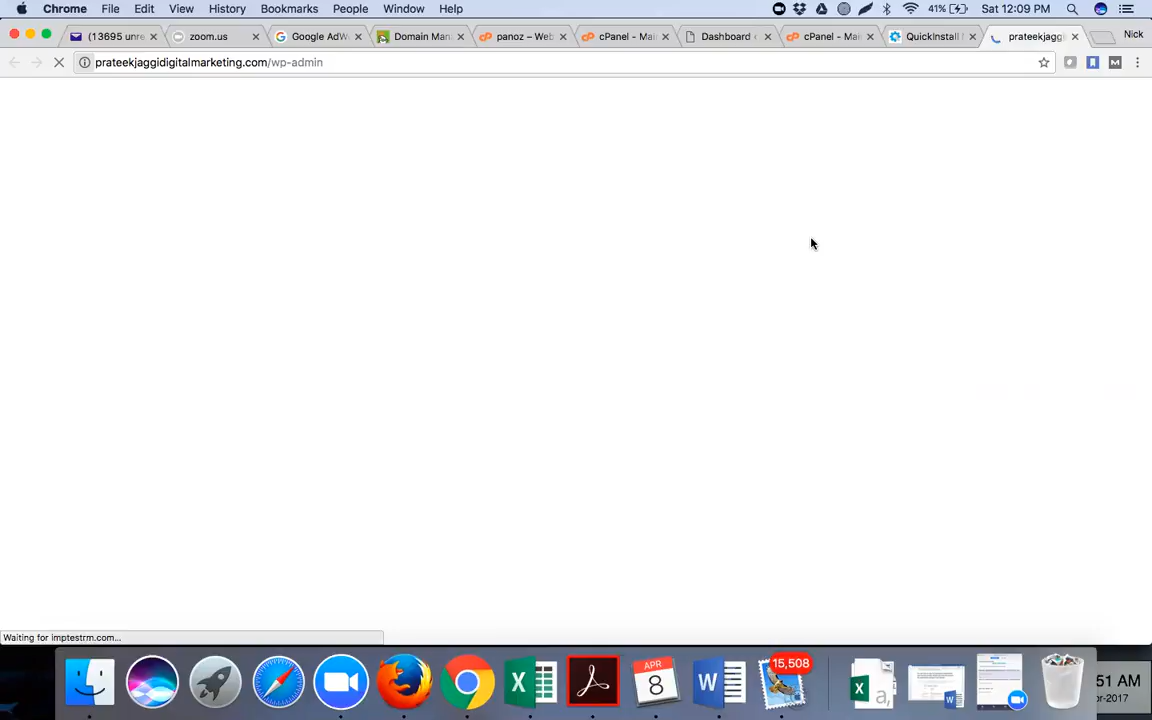 Chrome File Edit View History Bookmarks People Window Help 41% Sat 12:09 PM
(13695 unre zoom.us Google AdW Domain Man panoz – Web cPanel - Mai Dashboard cPanel - Mai QuickInstall prateekjaggi Nick
prateekjaggidigitalmarketing.com/wp-admin
Waiting for imptestrm.com...
APR 15,508
8
51 AM
r-2017